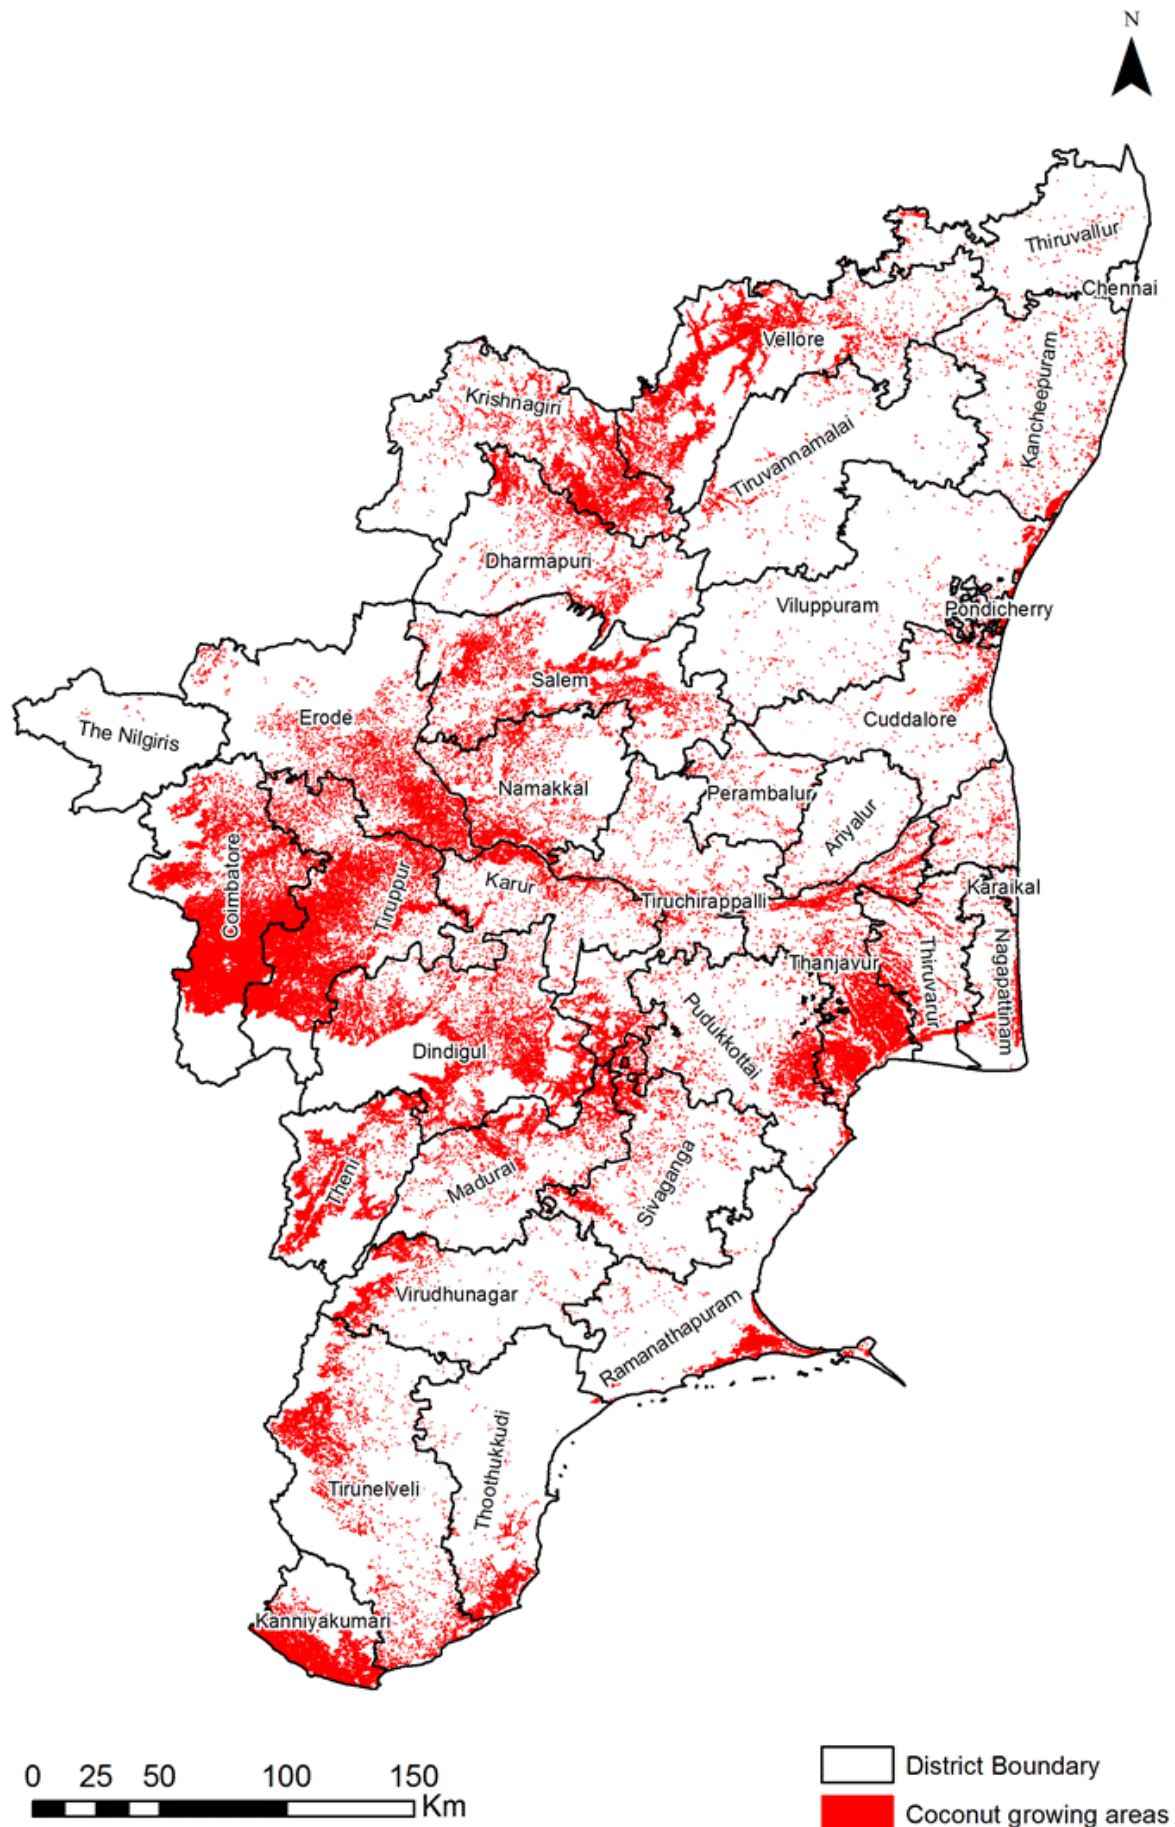 N
Thiruvallur
Chennai
Vellore
Kancheepuram
Krishnagiri
Tiruvannamalai
Dharmapuri
Viluppuram
Pondicherry
Salem
Erode
Cuddalore
The Nilgiris
Namakkal
Perambalur
Ariyalur
Coimbatore
Tiruppur
Karur
Tiruchirappalli
Karaikal
Thanjavur
Thiruvarur
Nagapattinam
Pudukkottai
Dindigul
Theni
Madurai
Sivaganga
Virudhunagar
Ramanathapuram
Tirunelveli
Thoothukkudi
Kanniyakumari
0 25 50 100 150
Km
District Boundary
Coconut growing areas